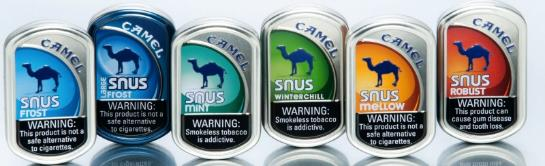 CAMEL
SNUS
FROST
WARNING:
This product is not a
safe alternative
to cigarettes.
CAMEL
LARGE
SNUS
FROST
WARNING:
This product is not a
safe alternative
to cigarettes.
CAMEL
SNUS
MINT
WARNING:
Smokeless tobacco
is addictive.
CAMEL
SNUS
WINTERCHILL
WARNING:
Smokeless tobacco
is addictive.
CAMEL
SNUS
MELLOW
WARNING:
This product is not a
safe alternative
to cigarettes.
CAMEL
SNUS
ROBUST
WARNING:
This product can
cause gum disease
and tooth loss.